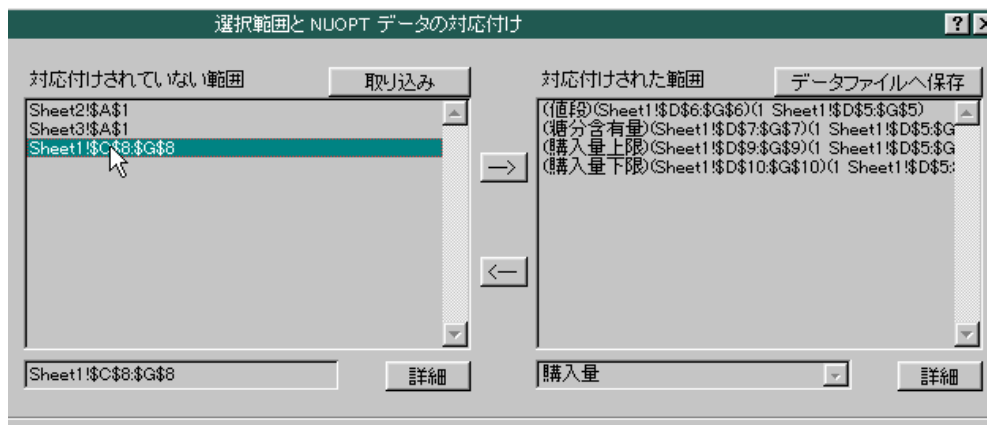 選択範囲と NUOPT データの対応付け
対応付けされていない範囲
取り込み
Sheet2!$A$1
Sheet3!$A$1
Sheet1!$C$8:$G$8
Sheet1!$C$8:$G$8
詳細
-->
<--
対応付けされた範囲
データファイルへ保存
(値段)(Sheet1!$D$6:$G$6)(1 Sheet1!$D$5:$G$5)
(糖分含有量)(Sheet1!$D$7:$G$7)(1 Sheet1!$D$5:$G
(購入量上限)(Sheet1!$D$9:$G$9)(1 Sheet1!$D$5:$G
(購入量下限)(Sheet1!$D$10:$G$10)(1 Sheet1!$D$5:
購入量
詳細